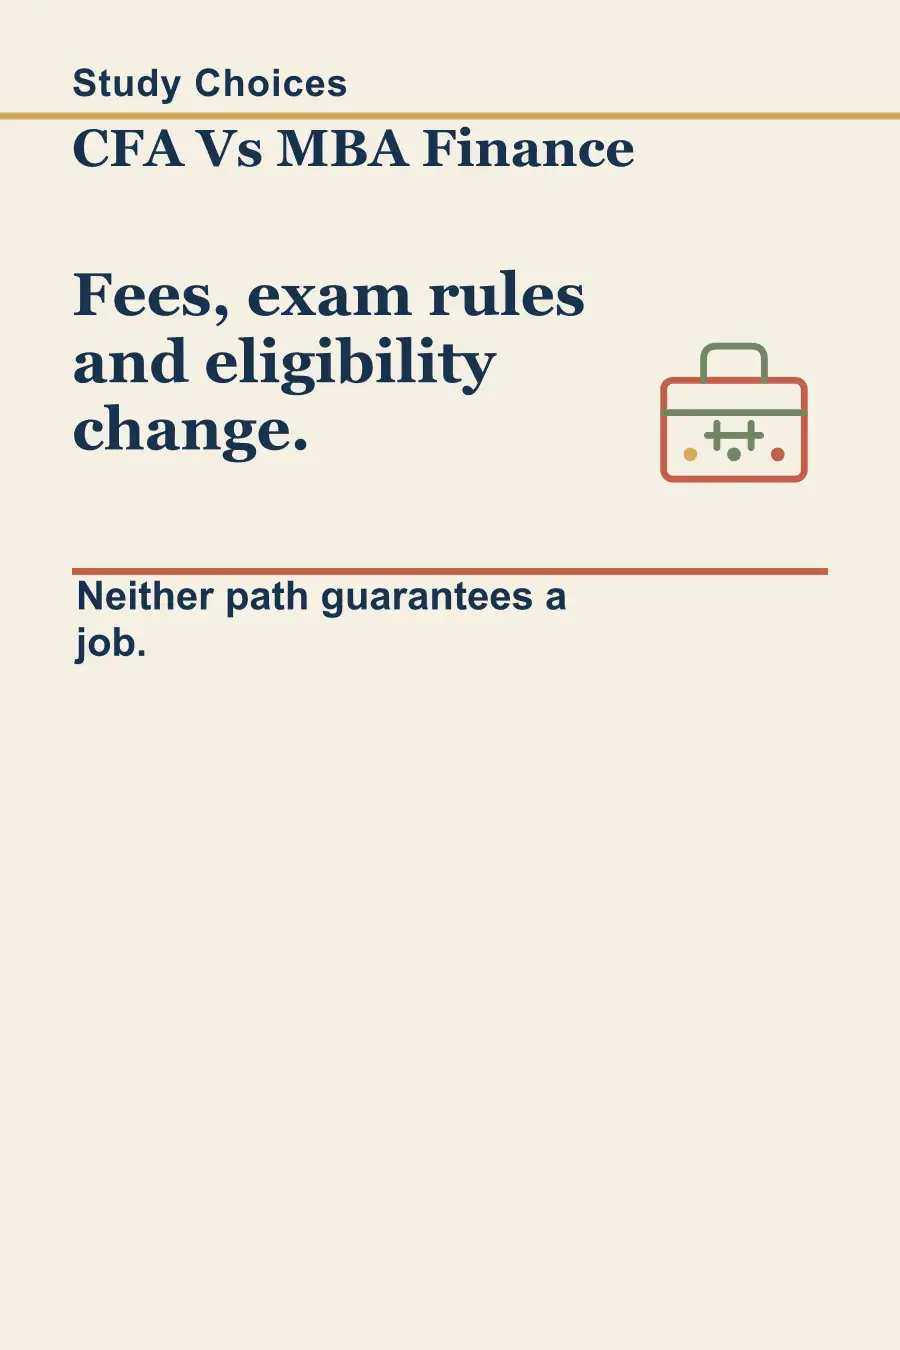 Study Choices
CFA Vs MBA Finance
Fees, exam rules
and eligibility
change.
Neither path guarantees a
job.